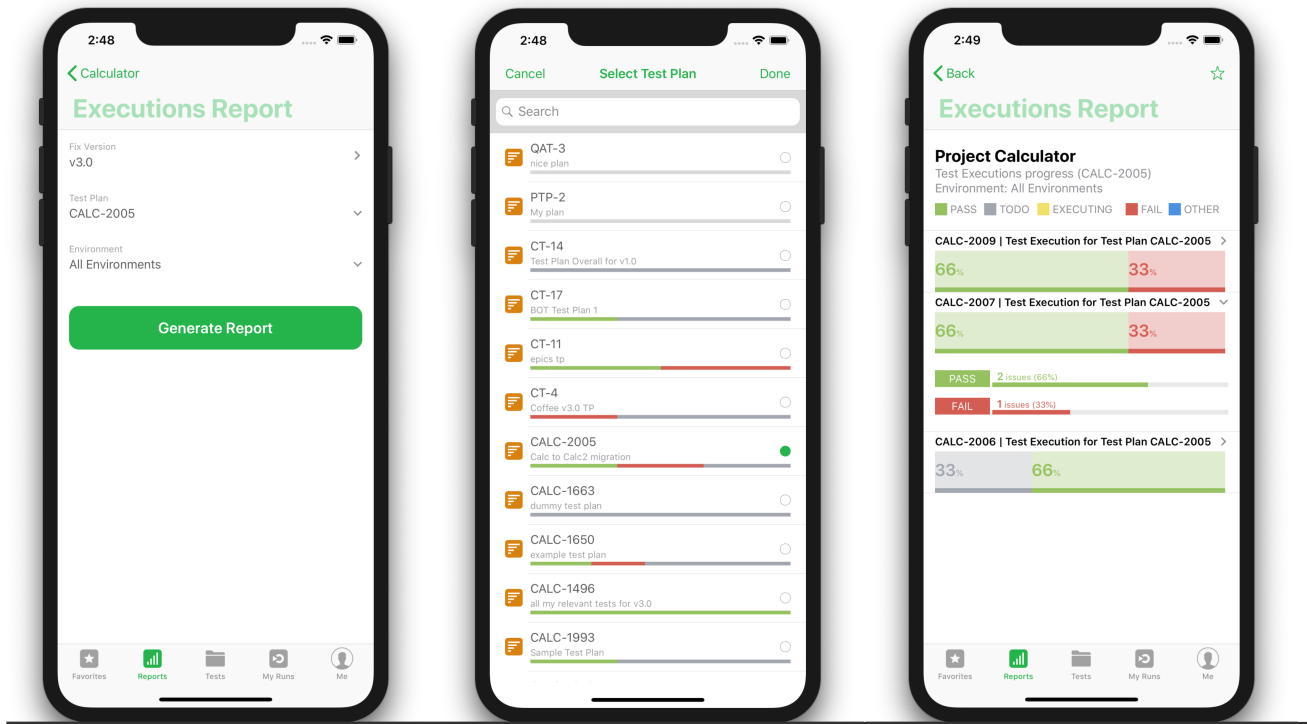 2:48
Calculator
Executions Report
Fix Version
v3.0
Test Plan
CALC-2005
Environment
All Environments
Generate Report
Favorites Reports Tests My Runs Me
2:48
Cancel Select Test Plan Done
Search
QAT-3
nice plan
PTP-2
My plan
CT-14
Test Plan Overall for v1.0
CT-17
BOT Test Plan 1
CT-11
epics tp
CT-4
Coffee v3.0 TP
CALC-2005
Calc to Calc2 migration
CALC-1663
dummy test plan
CALC-1650
example test plan
CALC-1496
all my relevant tests for v3.0
CALC-1993
Sample Test Plan
2:49
Back
Executions Report
Project Calculator
Test Executions progress (CALC-2005)
Environment: All Environments
PASS TODO EXECUTING FAIL OTHER
CALC-2009 | Test Execution for Test Plan CALC-2005
66% 33%
CALC-2007 | Test Execution for Test Plan CALC-2005
66% 33%
PASS 2 issues (66%)
FAIL 1 issues (33%)
CALC-2006 | Test Execution for Test Plan CALC-2005
33% 66%
Favorites Reports Tests My Runs Me